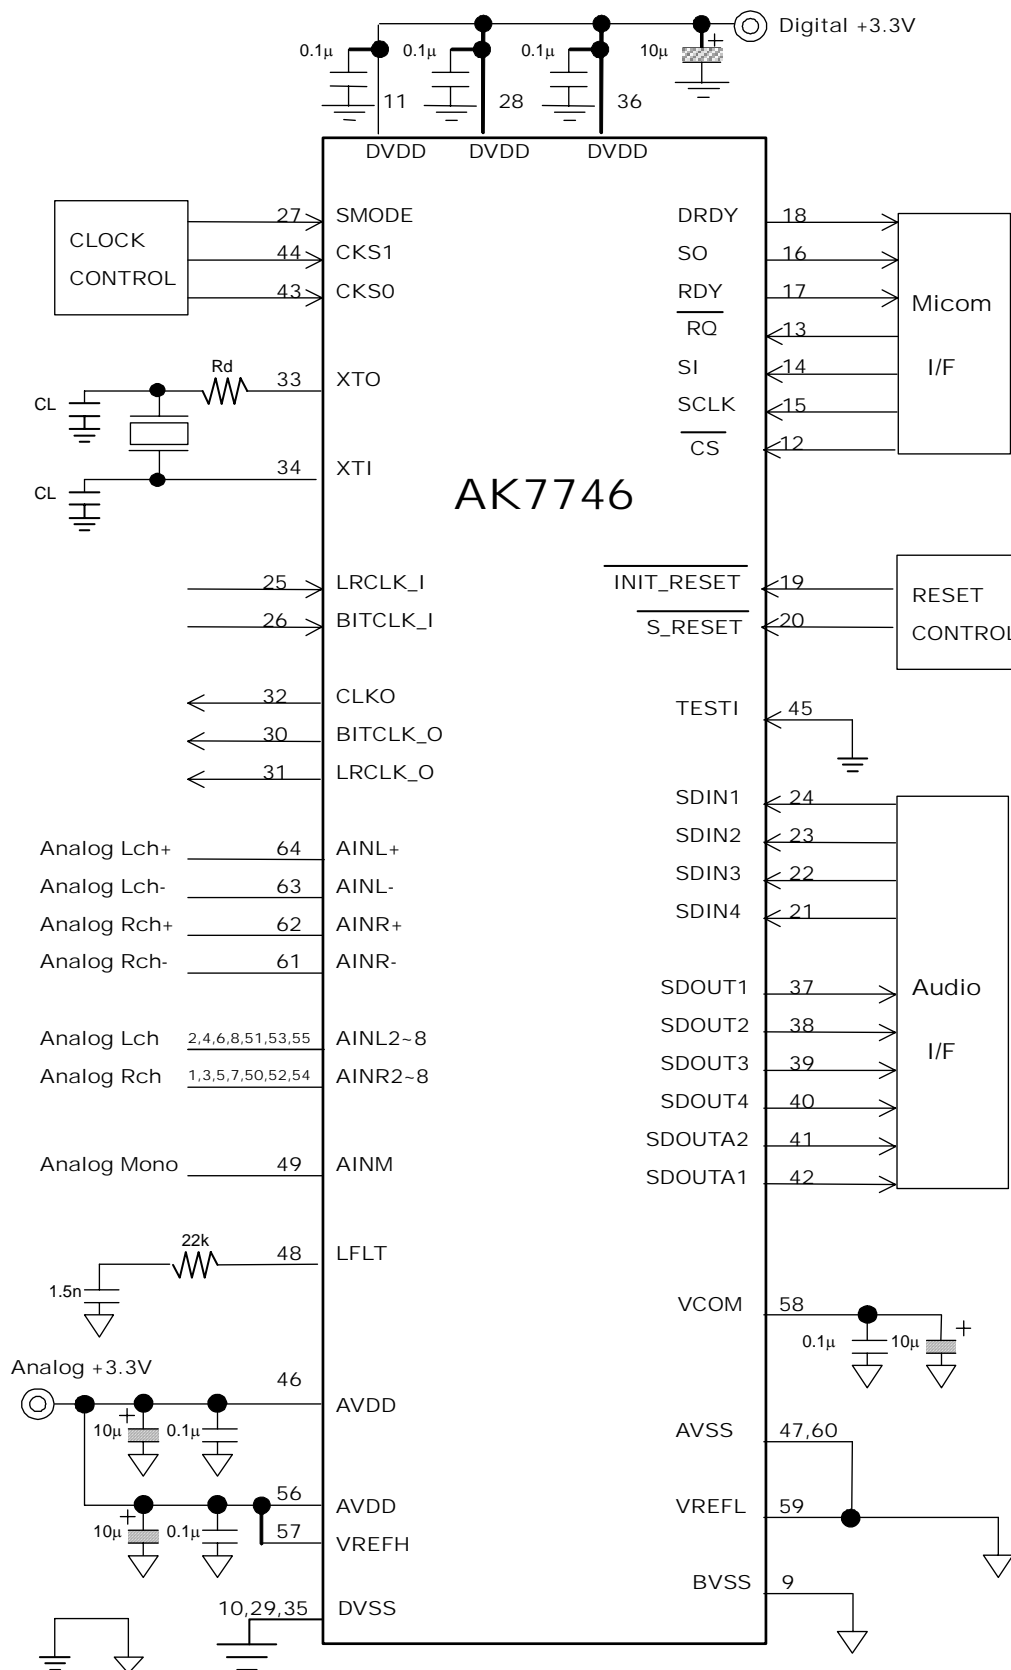 Digital +3.3V
0.1μ 0.1μ 0.1μ 10μ +
11 28 36
DVDD DVDD DVDD
CLOCK
CONTROL
27 SMODE
44 CKS1
43 CKS0
DRDY 18
SO 16
RDY 17
RQ 13
SI 14
SCLK 15
CS 12
Micom
I/F
Rd
33 XTO
CL
34 XTI
CL
AK7746
25 LRCLK_I
26 BITCLK_I
INIT_RESET 19
S_RESET 20
RESET
CONTROL
32 CLKO
30 BITCLK_O
31 LRCLK_O
TESTI 45
SDIN1 24
SDIN2 23
SDIN3 22
SDIN4 21
Analog Lch+ 64 AINL+
Analog Lch- 63 AINL-
Analog Rch+ 62 AINR+
Analog Rch- 61 AINR-
SDOUT1 37
SDOUT2 38
SDOUT3 39
SDOUT4 40
SDOUTA2 41
SDOUTA1 42
Audio
I/F
Analog Lch 2,4,6,8,51,53,55 AINL2~8
Analog Rch 1,3,5,7,50,52,54 AINR2~8
Analog Mono 49 AINM
22k
48 LFLT
1.5n
VCOM 58
0.1μ 10μ +
Analog +3.3V
46 AVDD
+ 10μ 0.1μ
AVSS 47,60
56 AVDD
+ 10μ 0.1μ
57 VREFH
VREFL 59
BVSS 9
10,29,35 DVSS